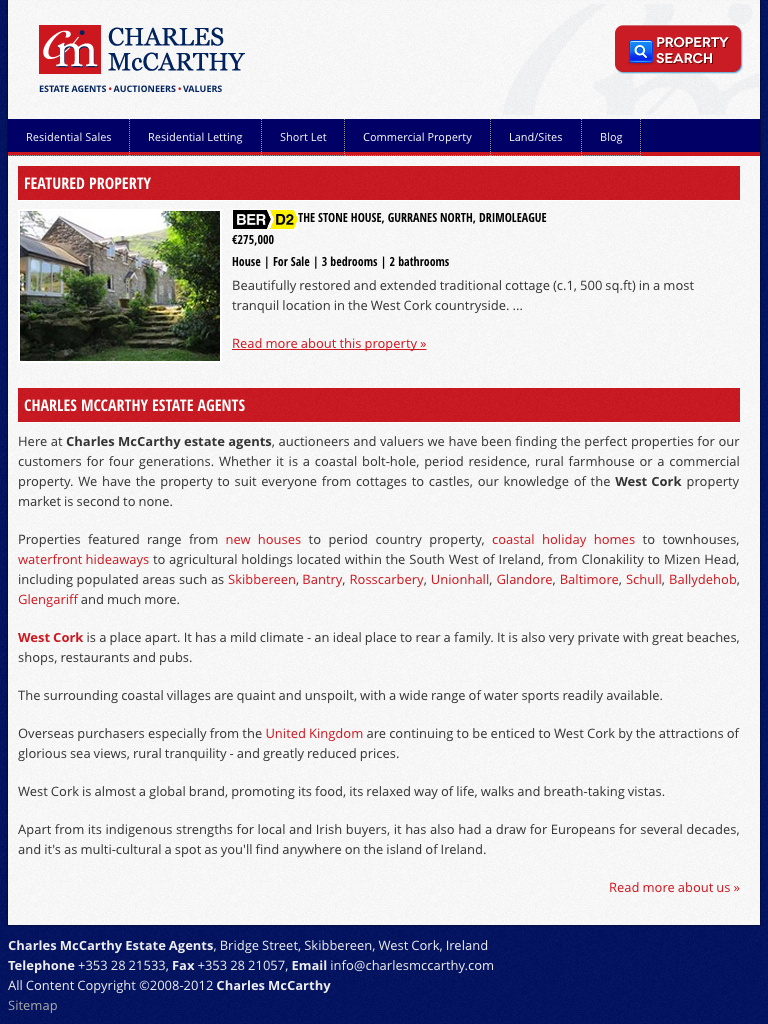 cm CHARLES
McCARTHY
ESTATE AGENTS • AUCTIONEERS • VALUERS
PROPERTY
SEARCH
Residential Sales Residential Letting Short Let Commercial Property Land/Sites Blog
FEATURED PROPERTY
BER D2 THE STONE HOUSE, GURRANES NORTH, DRIMOLEAGUE
€275,000
House | For Sale | 3 bedrooms | 2 bathrooms
Beautifully restored and extended traditional cottage (c.1, 500 sq.ft) in a most
tranquil location in the West Cork countryside. ...
Read more about this property »
CHARLES MCCARTHY ESTATE AGENTS
Here at Charles McCarthy estate agents, auctioneers and valuers we have been finding the perfect properties for our
customers for four generations. Whether it is a coastal bolt-hole, period residence, rural farmhouse or a commercial
property. We have the property to suit everyone from cottages to castles, our knowledge of the West Cork property
market is second to none.
Properties featured range from new houses to period country property, coastal holiday homes to townhouses,
waterfront hideaways to agricultural holdings located within the South West of Ireland, from Clonakility to Mizen Head,
including populated areas such as Skibbereen, Bantry, Rosscarbery, Unionhall, Glandore, Baltimore, Schull, Ballydehob,
Glengariff and much more.
West Cork is a place apart. It has a mild climate - an ideal place to rear a family. It is also very private with great beaches,
shops, restaurants and pubs.
The surrounding coastal villages are quaint and unspoilt, with a wide range of water sports readily available.
Overseas purchasers especially from the United Kingdom are continuing to be enticed to West Cork by the attractions of
glorious sea views, rural tranquility - and greatly reduced prices.
West Cork is almost a global brand, promoting its food, its relaxed way of life, walks and breath-taking vistas.
Apart from its indigenous strengths for local and Irish buyers, it has also had a draw for Europeans for several decades,
and it's as multi-cultural a spot as you'll find anywhere on the island of Ireland.
Read more about us »
Charles McCarthy Estate Agents, Bridge Street, Skibbereen, West Cork, Ireland
Telephone +353 28 21533, Fax +353 28 21057, Email info@charlesmccarthy.com
All Content Copyright ©2008-2012 Charles McCarthy
Sitemap